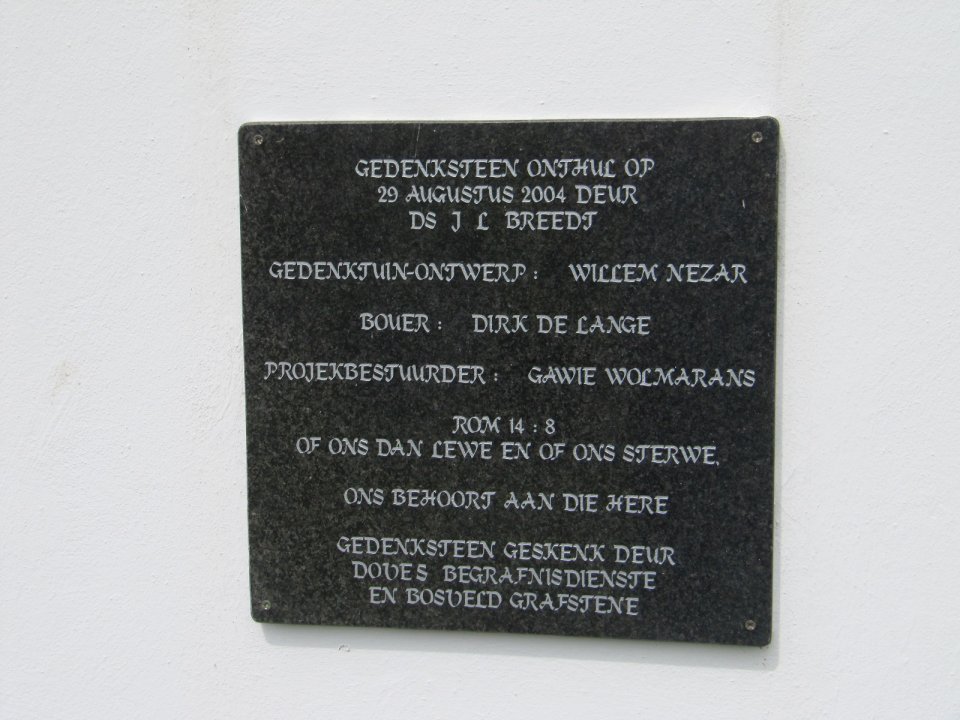 GEDENKSTEEN ONTHUL OP
29 AUGUSTUS 2004 DEUR
DS J L BREEDT
GEDENKTUIN-ONTWERP : WILLEM NEZAR
BOUER : DIRK DE LANGE
PROJEKBESTUURDER : GAWIE WOLMARANS
ROM 14 : 8
OF ONS DAN LEWE EN OF ONS STERWE,
ONS BEHOORT AAN DIE HERE
GEDENKSTEEN GESKENK DEUR
DOVES BEGRAFNISDIENSTE
EN BOSVELD GRAFSTENE